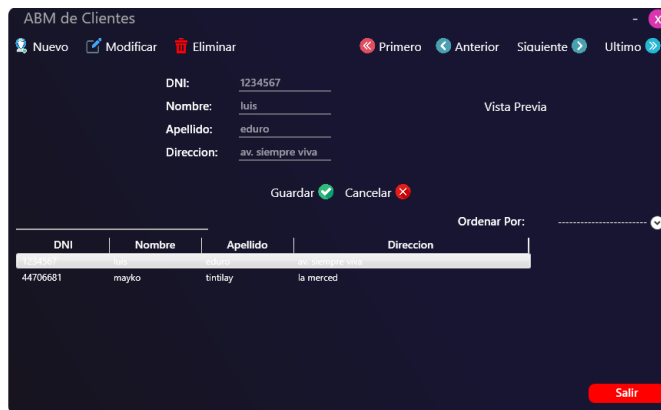 ABM de Clientes - X
Nuevo Modificar Eliminar Primero Anterior Siguiente Ultimo
DNI: 1234567
Nombre: luis
Vista Previa
Apellido: eduro
Direccion: av. siempre viva
Guardar Cancelar
Ordenar Por: ----------------------
DNI Nombre Apellido Direccion
1234567 luis eduro av. siempre viva
44706681 mayko tintilay la merced
Salir